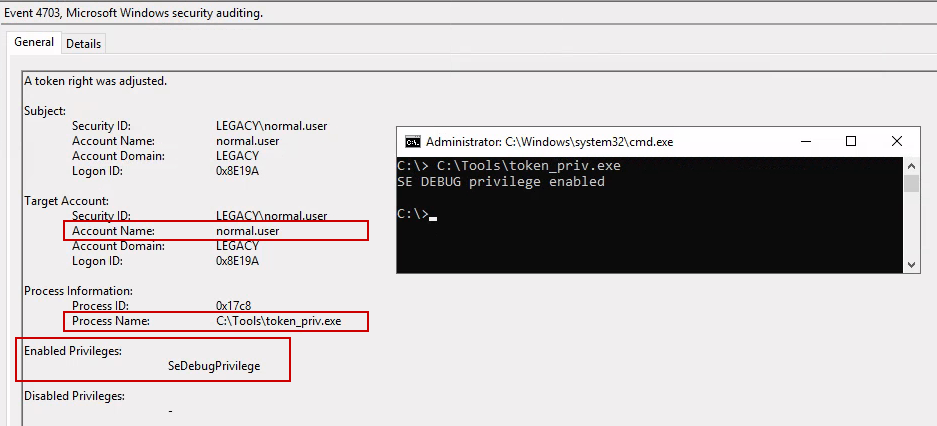 Event 4703, Microsoft Windows security auditing.
General Details
A token right was adjusted.
Subject:
Security ID: LEGACY\normal.user
Account Name: normal.user
Account Domain: LEGACY
Logon ID: 0x8E19A
Target Account:
Security ID: LEGACY\normal.user
Account Name: normal.user
Account Domain: LEGACY
Logon ID: 0x8E19A
Process Information:
Process ID: 0x17c8
Process Name: C:\Tools\token_priv.exe
Enabled Privileges:
SeDebugPrivilege
Disabled Privileges:
-
Administrator: C:\Windows\system32\cmd.exe
C:\> C:\Tools\token_priv.exe
SE DEBUG privilege enabled
C:\>